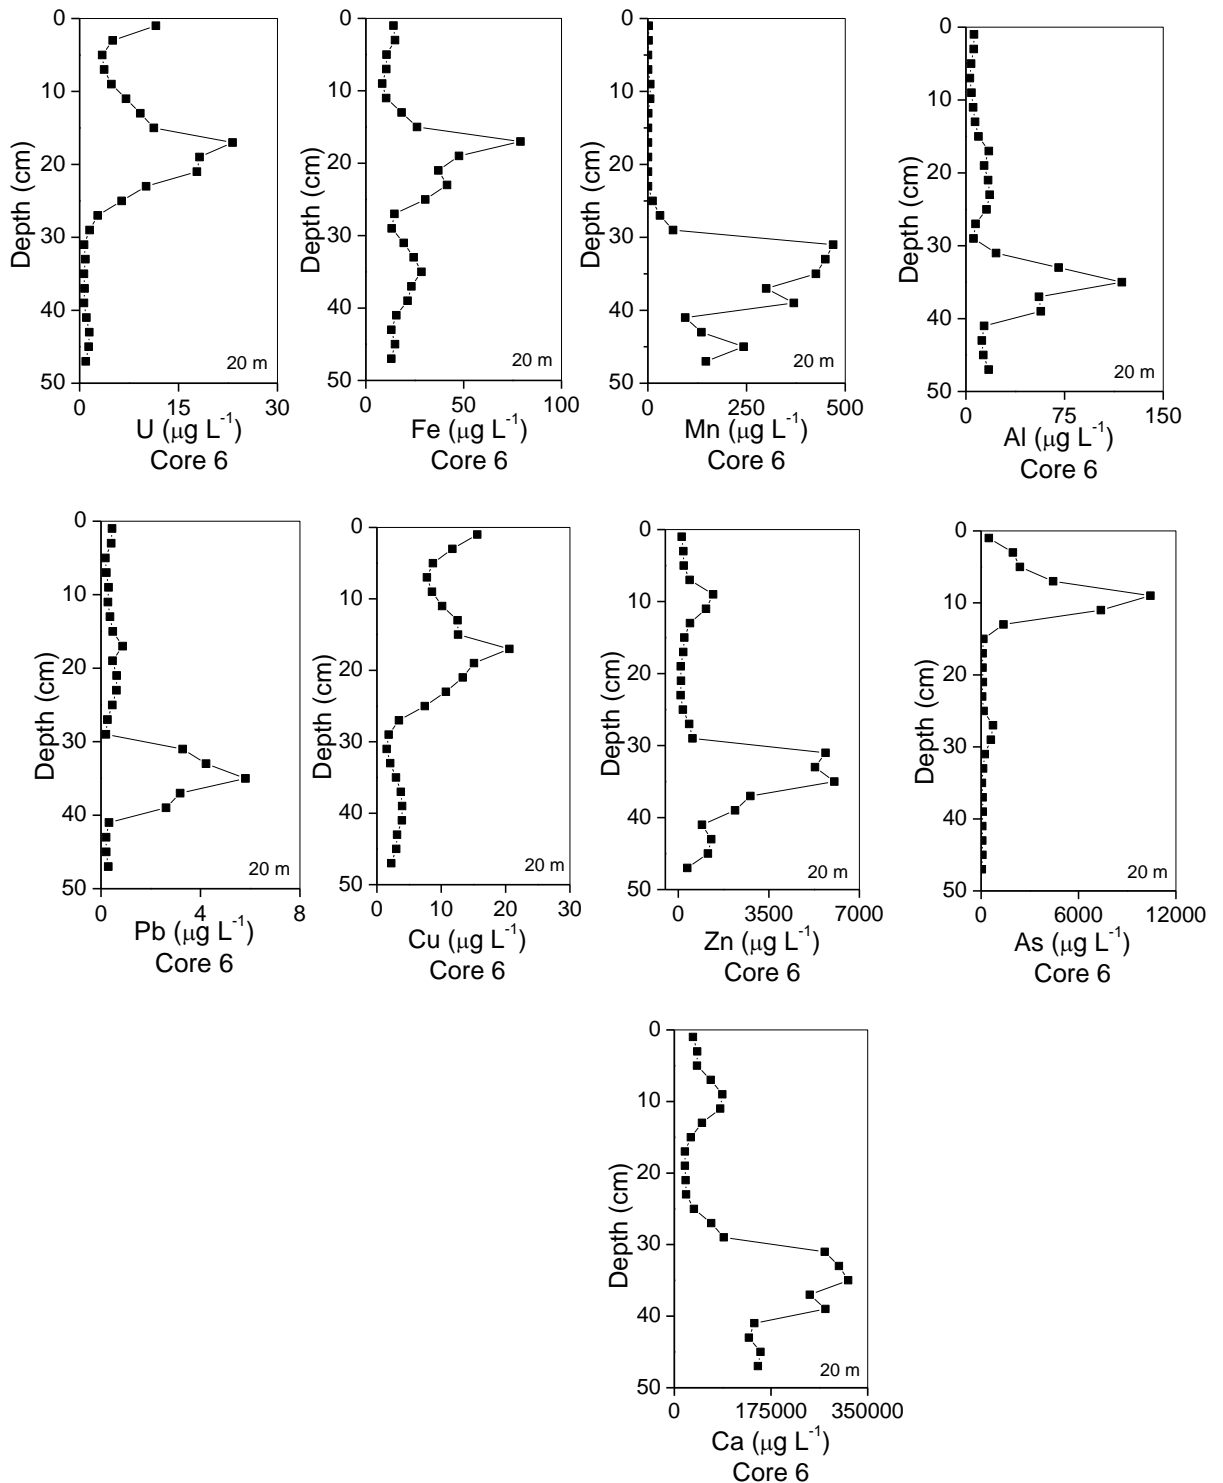 0
10
20
30
40
50
Depth (cm)
20 m
0 15 30
U (μg L-1)
Core 6
0
10
20
30
40
50
Depth (cm)
20 m
0 50 100
Fe (μg L-1)
Core 6
0
10
20
30
40
50
Depth (cm)
20 m
0 250 500
Mn (μg L-1)
Core 6
0
10
20
30
40
50
Depth (cm)
20 m
0 75 150
Al (μg L-1)
Core 6
0
10
20
30
40
50
Depth (cm)
20 m
0 4 8
Pb (μg L-1)
Core 6
0
10
20
30
40
50
Depth (cm)
20 m
0 10 20 30
Cu (μg L-1)
Core 6
0
10
20
30
40
50
Depth (cm)
20 m
0 3500 7000
Zn (μg L-1)
Core 6
0
10
20
30
40
50
Depth (cm)
20 m
0 6000 12000
As (μg L-1)
Core 6
0
10
20
30
40
50
Depth (cm)
20 m
0 175000 350000
Ca (μg L-1)
Core 6